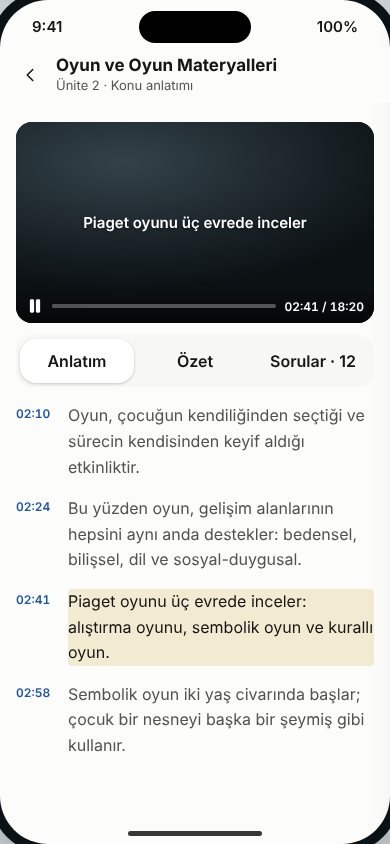 9:41
100%
Oyun ve Oyun Materyalleri
Ünite 2 · Konu anlatımı
Piaget oyunu üç evrede inceler
02:41 / 18:20
Anlatım
Özet
Sorular · 12
02:10
Oyun, çocuğun kendiliğinden seçtiği ve
sürecin kendisinden keyif aldığı
etkinliktir.
02:24
Bu yüzden oyun, gelişim alanlarının
hepsini aynı anda destekler: bedensel,
bilişsel, dil ve sosyal-duygusal.
02:41
Piaget oyunu üç evrede inceler:
alıştırma oyunu, sembolik oyun ve kurallı
oyun.
02:58
Sembolik oyun iki yaş civarında başlar;
çocuk bir nesneyi başka bir şeymiş gibi
kullanır.